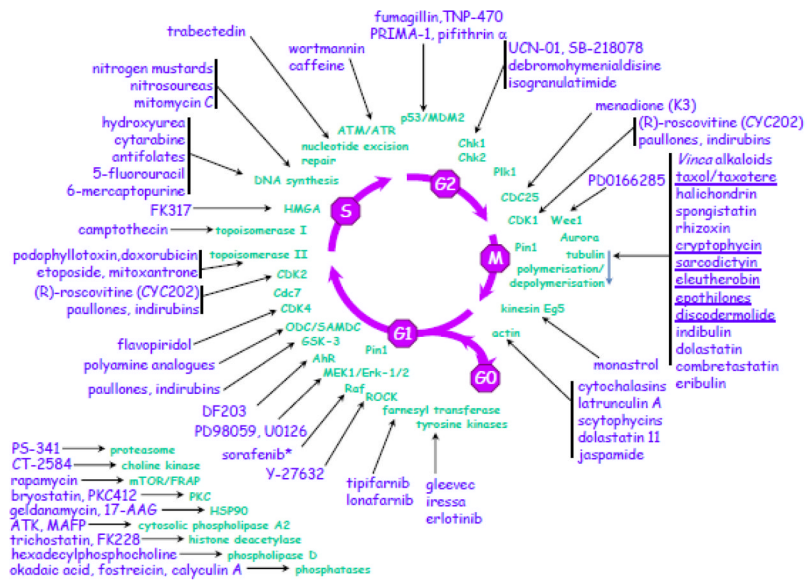 fumagillin,TNP-470
PRIMA-1, pifithrin α
trabectedin
wortmannin
caffeine
UCN-01, SB-218078
debromohymenialdisine
isogranulatimide
nitrogen mustards
nitrosoureas
mitomycin C
menadione (K3)
(R)-roscovitine (CYC202)
paullones, indirubins
hydroxyurea
cytarabine
antifolates
5-fluorouracil
6-mercaptopurine
p53/MDM2
ATM/ATR
nucleotide excision
repair
DNA synthesis
HMGA
topoisomerase I
topoisomerase II
CDK2
Cdc7
CDK4
ODC/SAMDC
GSK-3
AhR
MEK1/Erk-1/2
Raf
ROCK
Pin1
farnesyl transferase
tyrosine kinases
Chk1
Chk2
Plk1
CDC25
CDK1
Wee1
Pin1
Aurora
tubulin
polymerisation/
depolymerisation
kinesin Eg5
actin
S
G2
M
G1
G0
PD0166285
Vinca alkaloids
taxol/taxotere
halichondrin
spongistatin
rhizoxin
cryptophycin
sarcodictyin
eleutherobin
epothilones
discodermolide
indibulin
dolastatin
combretastatin
eribulin
FK317
camptothecin
podophyllotoxin,doxorubicin
etoposide, mitoxantrone
(R)-roscovitine (CYC202)
paullones, indirubins
flavopiridol
polyamine analogues
paullones, indirubins
DF203
PD98059, U0126
sorafenib*
Y-27632
tipifarnib
lonafarnib
gleevec
iressa
erlotinib
monastrol
cytochalasins
latrunculin A
scytophycins
dolastatin 11
jaspamide
PS-341 proteasome
CT-2584 choline kinase
rapamycin mTOR/FRAP
bryostatin, PKC412 PKC
geldanamycin, 17-AAG HSP90
ATK, MAFP cytosolic phospholipase A2
trichostatin, FK228 histone deacetylase
hexadecylphosphocholine phospholipase D
okadaic acid, fostreicin, calyculin A phosphatases